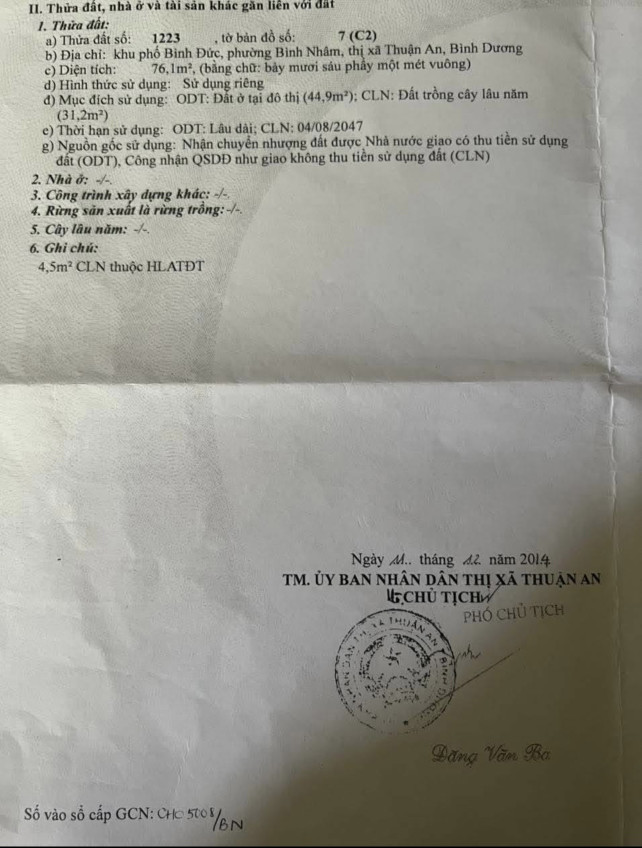 II. Thửa đất, nhà ở và tài sản khác gắn liền với đất
1. Thửa đất:
a) Thửa đất số: 1223 , tờ bản đồ số: 7 (C2)
b) Địa chỉ: khu phố Bình Đức, phường Bình Nhâm, thị xã Thuận An, Bình Dương
c) Diện tích: 76,1m², (bằng chữ: bảy mươi sáu phẩy một mét vuông)
d) Hình thức sử dụng: Sử dụng riêng
đ) Mục đích sử dụng: ODT: Đất ở tại đô thị (44,9m²); CLN: Đất trồng cây lâu năm
(31,2m²)
e) Thời hạn sử dụng: ODT: Lâu dài; CLN: 04/08/2047
g) Nguồn gốc sử dụng: Nhận chuyển nhượng đất được Nhà nước giao có thu tiền sử dụng
đất (ODT), Công nhận QSDĐ như giao không thu tiền sử dụng đất (CLN)
2. Nhà ở: -/-.
3. Công trình xây dựng khác: -/-.
4. Rừng sản xuất là rừng trồng: -/-.
5. Cây lâu năm: -/-.
6. Ghi chú:
4,5m² CLN thuộc HLATĐT
Ngày 11.. tháng 12 năm 2014
TM. ỦY BAN NHÂN DÂN THỊ XÃ THUẬN AN
KT.CHỦ TỊCH
PHÓ CHỦ TỊCH
Đặng Văn Ba
Số vào sổ cấp GCN: CHO 5008/BN